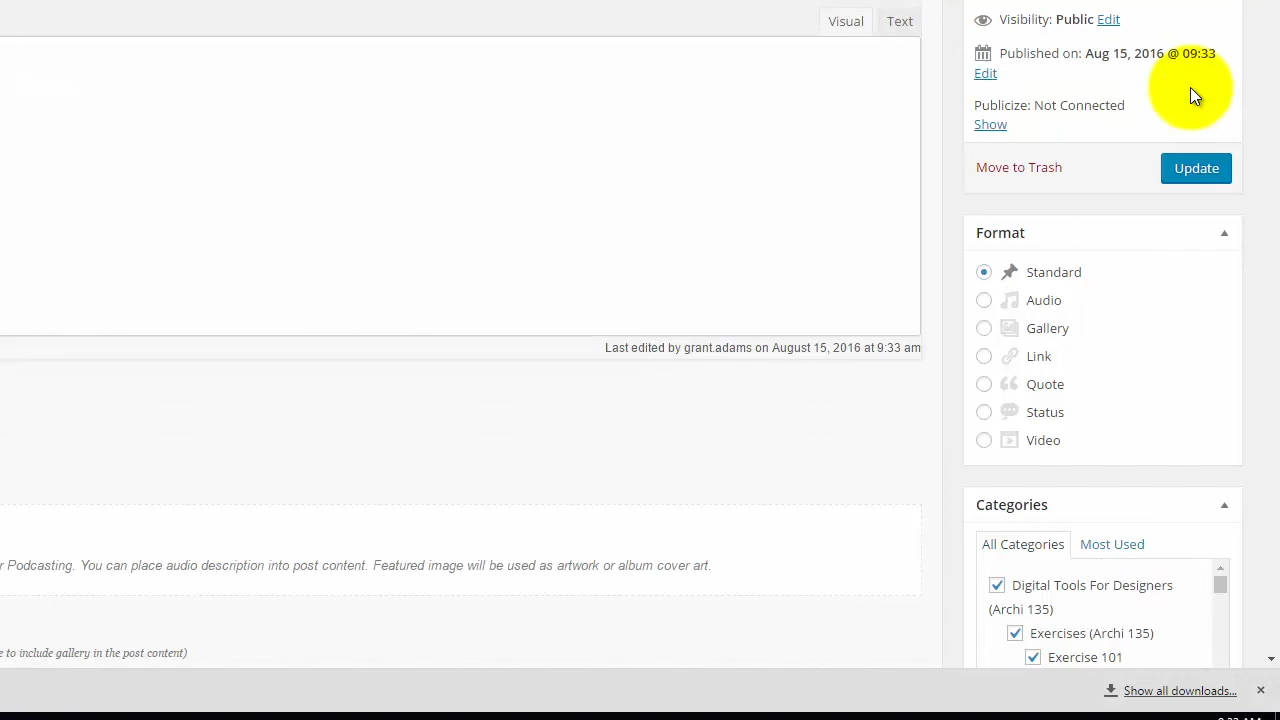 Visual
Text
Visibility: Public Edit
Published on: Aug 15, 2016 @ 09:33
Edit
Publicize: Not Connected
Show
Move to Trash
Update
Last edited by grant.adams on August 15, 2016 at 9:33 am
Format
Standard
Audio
Gallery
Link
Quote
Status
Video
r Podcasting. You can place audio description into post content. Featured image will be used as artwork or album cover art.
e to include gallery in the post content)
Categories
All Categories
Most Used
Digital Tools For Designers
(Archi 135)
Exercises (Archi 135)
Exercise 101
Show all downloads...